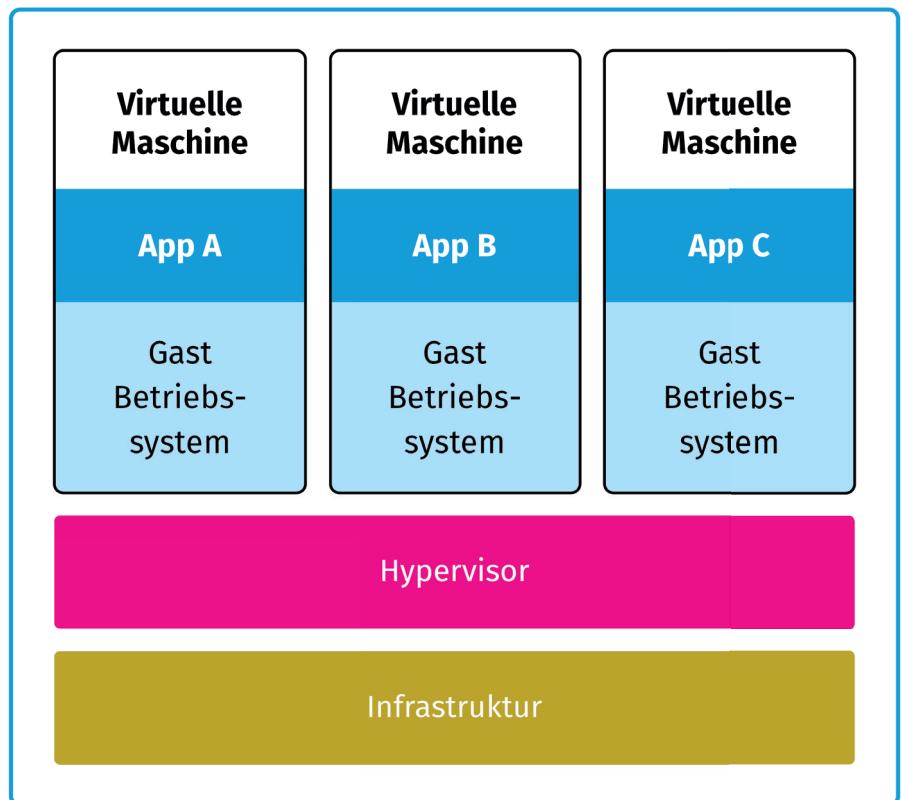 Virtuelle
Maschine
App A
Gast
Betriebs-
system
Virtuelle
Maschine
App B
Gast
Betriebs-
system
Virtuelle
Maschine
App C
Gast
Betriebs-
system
Hypervisor
Infrastruktur